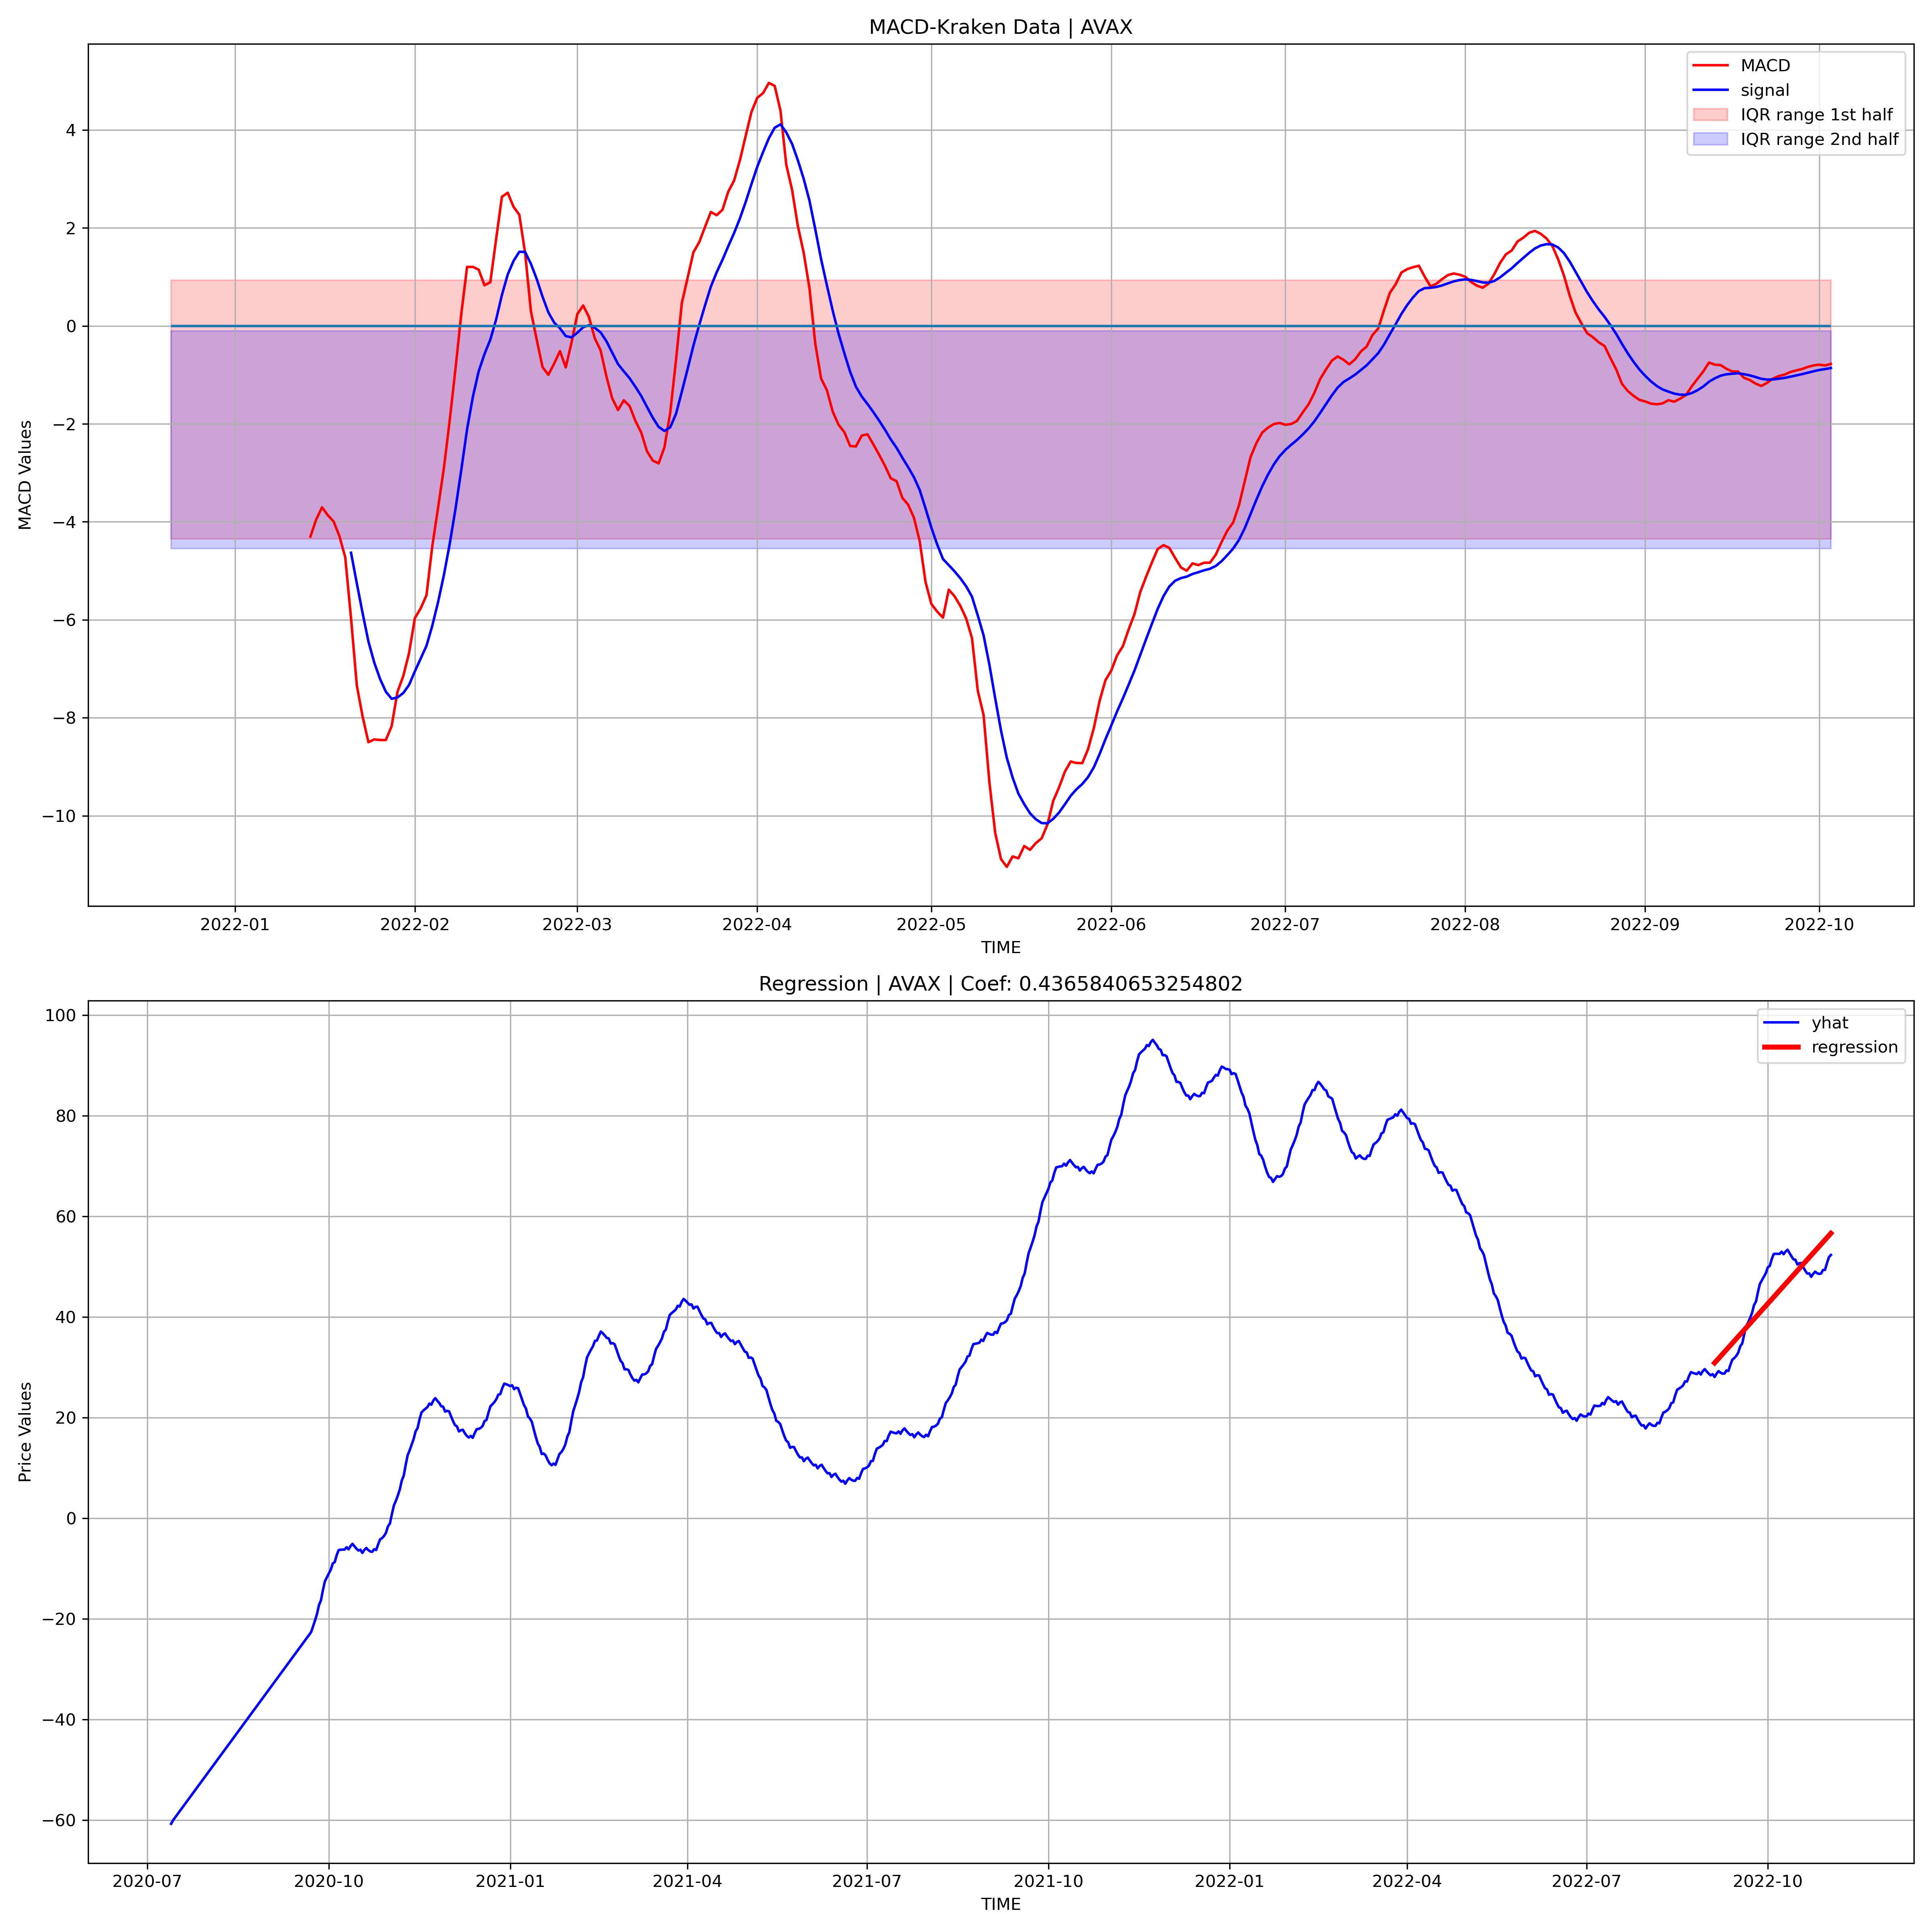 MACD-Kraken Data | AVAX
MACD
signal
IQR range 1st half
IQR range 2nd half
4
2
0
−2
−4
−6
−8
−10
MACD Values
2022-01 2022-02 2022-03 2022-04 2022-05 2022-06 2022-07 2022-08 2022-09 2022-10
TIME
Regression | AVAX | Coef: 0.4365840653254802
yhat
regression
100
80
60
40
20
0
−20
−40
−60
Price Values
2020-07 2020-10 2021-01 2021-04 2021-07 2021-10 2022-01 2022-04 2022-07 2022-10
TIME